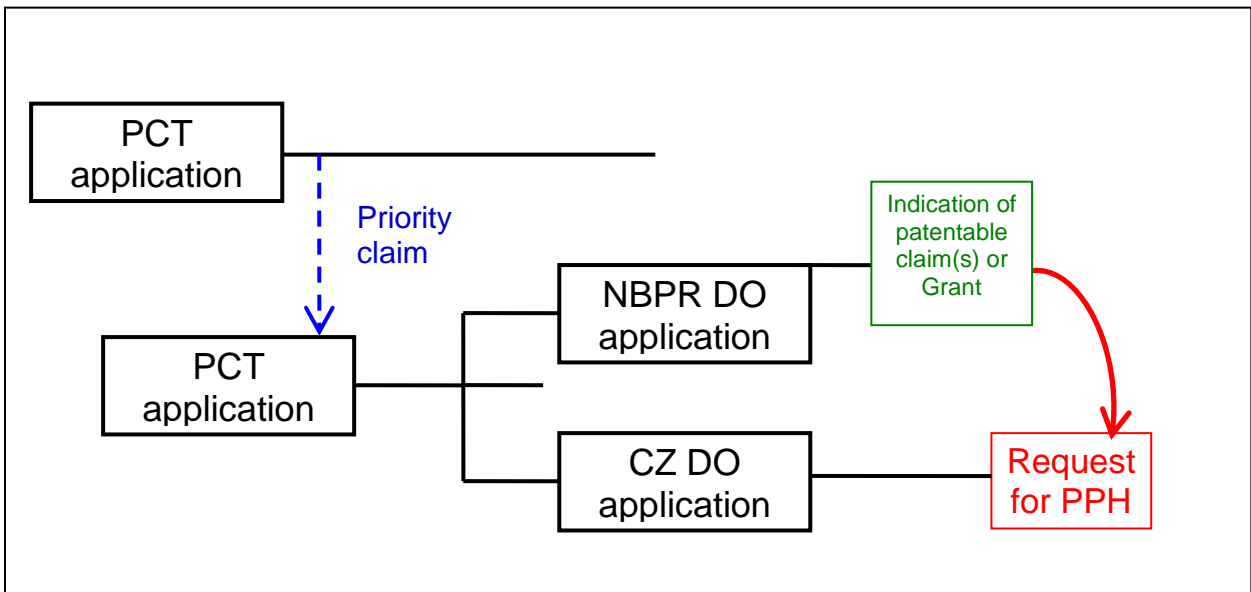 PCT
application
Priority
claim
Indication of
patentable
claim(s) or
Grant
NBPR DO
application
PCT
application
CZ DO
application
Request
for PPH